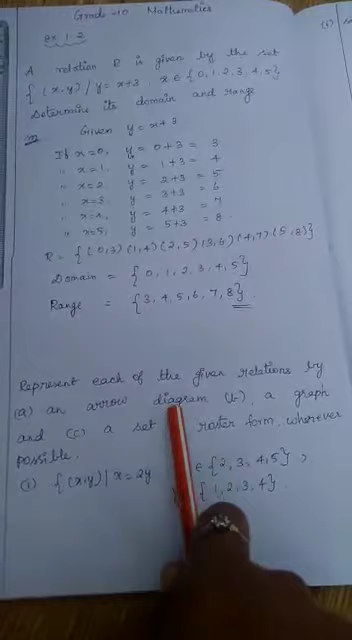 Grade -10 Mathematics
Ex 1.2
A relation R is given by the set
{(x,y) / y = x+3, x ∈ {0,1,2,3,4,5}
Determine its domain and range
Given y = x+3
If x=0, y = 0+3 = 3
" x=1, y = 1+3 = 4
" x=2, y = 2+3 = 5
" x=3, y = 3+3 = 6
" x=4, y = 4+3 = 7
" x=5, y = 5+3 = 8.
R = {(0,3) (1,4) (2,5) (3,6) (4,7) (5,8)}
Domain = {0,1,2,3,4,5}
Range = {3,4,5,6,7,8}.
Represent each of the given relations by
(a) an arrow diagram (b), a graph
and (c) a set roster form, wherever
possible.
(i) {(x,y) | x = 2y ∈ {2,3,4,5},
{1,2,3,4}.
(i)